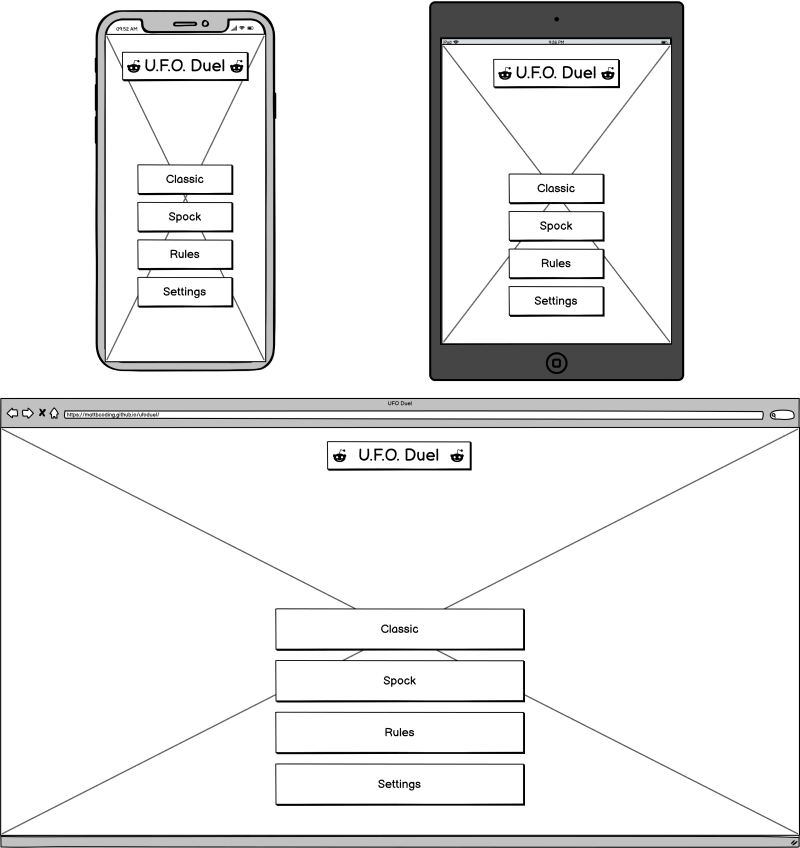 09:52 AM
U.F.O. Duel
Classic
Spock
Rules
Settings
iPad
9:56 PM
U.F.O. Duel
Classic
Spock
Rules
Settings
UFO Duel
https://mattbcoding.github.io/ufoduel/
U.F.O. Duel
Classic
Spock
Rules
Settings